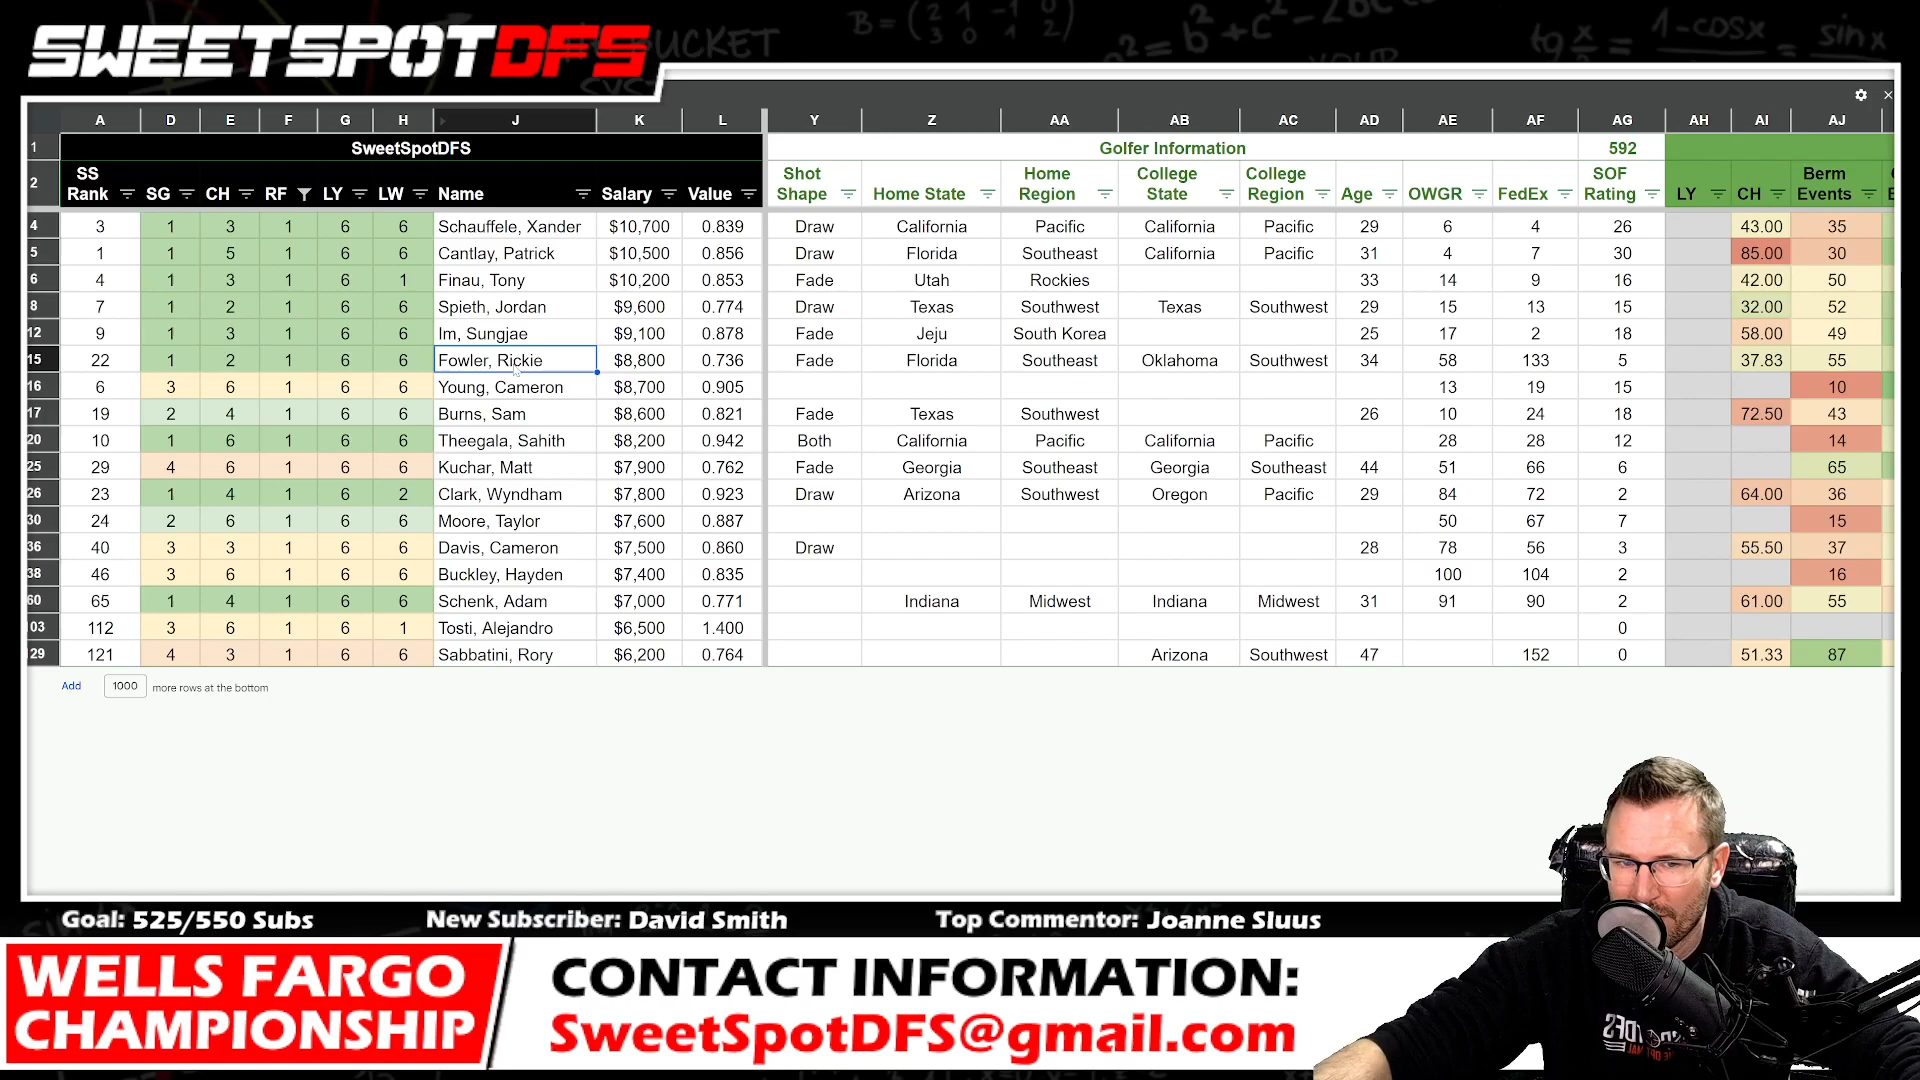 SWEETSPOTDFS
A D E F G H J K L Y Z AA AB AC AD AE AF AG AH AI AJ
1 SweetSpotDFS Golfer Information 592
2 SS Rank SG CH RF LY LW Name Salary Value Shot Shape Home State Home Region College State College Region Age OWGR FedEx SOF Rating LY CH Berm Events
4 3 1 3 1 6 6 Schauffele, Xander $10,700 0.839 Draw California Pacific California Pacific 29 6 4 26 43.00 35
5 1 1 5 1 6 6 Cantlay, Patrick $10,500 0.856 Draw Florida Southeast California Pacific 31 4 7 30 85.00 30
6 4 1 3 1 6 1 Finau, Tony $10,200 0.853 Fade Utah Rockies 33 14 9 16 42.00 50
8 7 1 2 1 6 6 Spieth, Jordan $9,600 0.774 Draw Texas Southwest Texas Southwest 29 15 13 15 32.00 52
12 9 1 3 1 6 6 Im, Sungjae $9,100 0.878 Fade Jeju South Korea 25 17 2 18 58.00 49
15 22 1 2 1 6 6 Fowler, Rickie $8,800 0.736 Fade Florida Southeast Oklahoma Southwest 34 58 133 5 37.83 55
16 6 3 6 1 6 6 Young, Cameron $8,700 0.905 13 19 15 10
17 19 2 4 1 6 6 Burns, Sam $8,600 0.821 Fade Texas Southwest 26 10 24 18 72.50 43
20 10 1 6 1 6 6 Theegala, Sahith $8,200 0.942 Both California Pacific California Pacific 28 28 12 14
25 29 4 6 1 6 6 Kuchar, Matt $7,900 0.762 Fade Georgia Southeast Georgia Southeast 44 51 66 6 65
26 23 1 4 1 6 2 Clark, Wyndham $7,800 0.923 Draw Arizona Southwest Oregon Pacific 29 84 72 2 64.00 36
30 24 2 6 1 6 6 Moore, Taylor $7,600 0.887 50 67 7 15
36 40 3 3 1 6 6 Davis, Cameron $7,500 0.860 Draw 28 78 56 3 55.50 37
38 46 3 6 1 6 6 Buckley, Hayden $7,400 0.835 100 104 2 16
60 65 1 4 1 6 6 Schenk, Adam $7,000 0.771 Indiana Midwest Indiana Midwest 31 91 90 2 61.00 55
03 112 3 6 1 6 1 Tosti, Alejandro $6,500 1.400 0
29 121 4 3 1 6 6 Sabbatini, Rory $6,200 0.764 Arizona Southwest 47 152 0 51.33 87
Add 1000 more rows at the bottom
Goal: 525/550 Subs New Subscriber: David Smith Top Commentor: Joanne Sluus
WELLS FARGO
CHAMPIONSHIP
CONTACT INFORMATION:
SweetSpotDFS@gmail.com